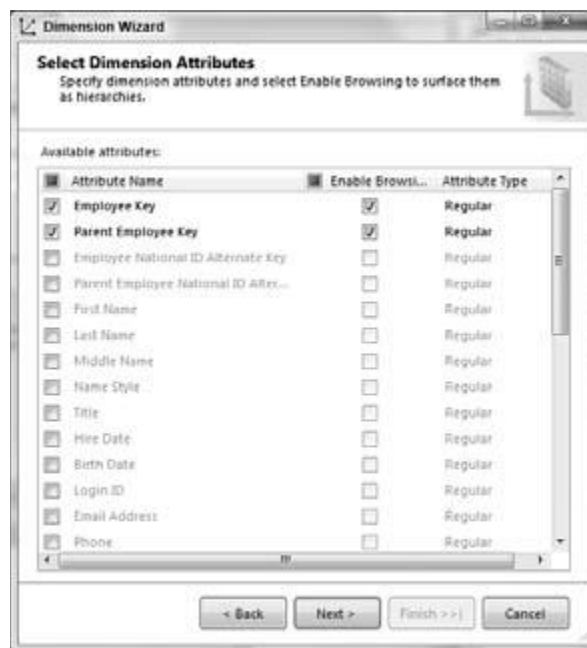 Dimension Wizard
Select Dimension Attributes
Specify dimension attributes and select Enable Browsing to surface them
as hierarchies.
Available attributes:
Attribute Name Enable Browsi... Attribute Type
Employee Key Regular
Parent Employee Key Regular
Employee National ID Alternate Key Regular
Parent Employee National ID Alter... Regular
First Name Regular
Last Name Regular
Middle Name Regular
Name Style Regular
Title Regular
Hire Date Regular
Birth Date Regular
Login ID Regular
Email Address Regular
Phone Regular
< Back Next > Finish >>| Cancel